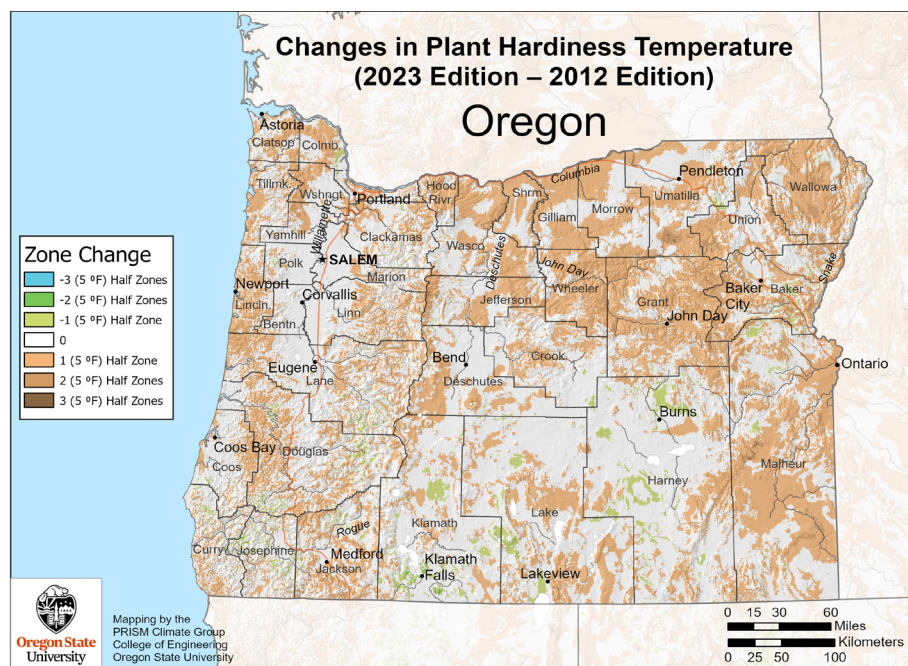 Changes in Plant Hardiness Temperature
(2023 Edition – 2012 Edition)
Oregon
Astoria
Clatsop
Colmb.
Tillmk.
Wshngt.
Portland
Hood
Rivr.
Columbia
Shrm.
Pendleton
Umatilla
Wallowa
Morrow
Gilliam
Union
Willamette
Yamhill
Clackamas
Wasco
Deschutes
Polk
SALEM
Marion
John Day
Wheeler
Snake
Newport
Lincln.
Corvallis
Jefferson
Grant
Baker
City
Baker
Bentn.
Linn
John Day
Eugene
Lane
Bend
Deschutes
Crook
Ontario
Burns
Coos Bay
Coos
Douglas
Malheur
Harney
Lake
Klamath
Rogue
Curry
Josephine
Medford
Jackson
Klamath
Falls
Lakeview
Zone Change
-3 (5 ºF) Half Zones
-2 (5 ºF) Half Zones
-1 (5 ºF) Half Zone
0
1 (5 ºF) Half Zone
2 (5 ºF) Half Zones
3 (5 ºF) Half Zones
Oregon State
University
Mapping by the
PRISM Climate Group
College of Engineering
Oregon State University
0 15 30 60
Miles
Kilometers
0 25 50 100